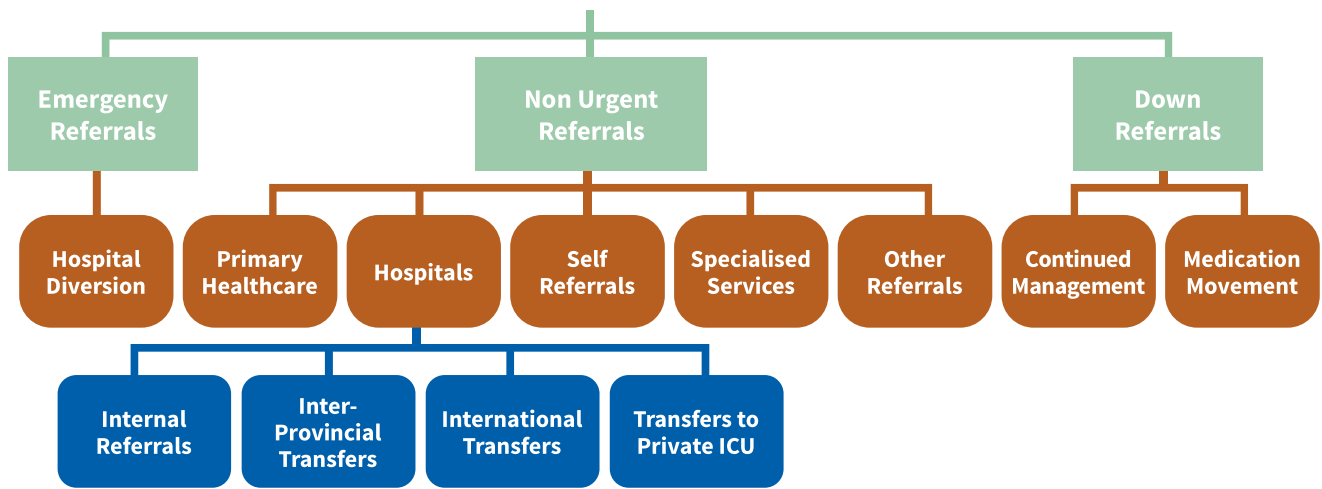 Emergency
Referrals
Non Urgent
Referrals
Down
Referrals
Hospital
Diversion
Primary
Healthcare
Hospitals
Self
Referrals
Specialised
Services
Other
Referrals
Continued
Management
Medication
Movement
Internal
Referrals
Inter-
Provincial
Transfers
International
Transfers
Transfers to
Private ICU